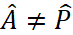 Â ≠ P̂